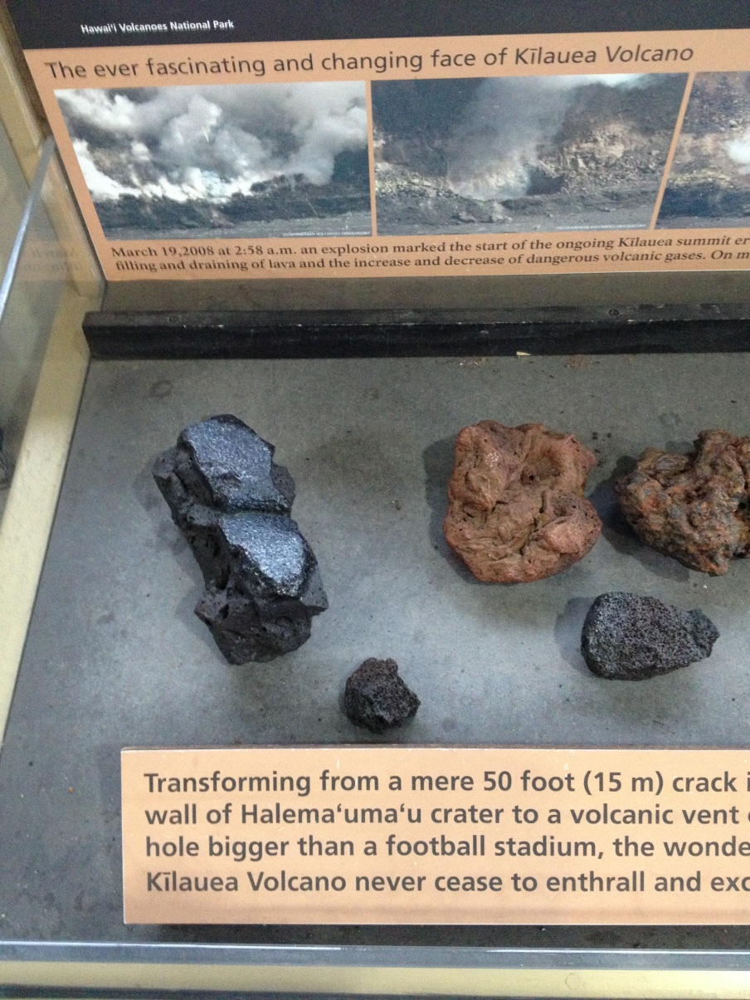 Hawai‘i Volcanoes National Park
The ever fascinating and changing face of Kīlauea Volcano
March 19,2008 at 2:58 a.m. an explosion marked the start of the ongoing Kīlauea summit er
filling and draining of lava and the increase and decrease of dangerous volcanic gases. On m
Transforming from a mere 50 foot (15 m) crack i
wall of Halema‘uma‘u crater to a volcanic vent
hole bigger than a football stadium, the wonde
Kīlauea Volcano never cease to enthrall and exc